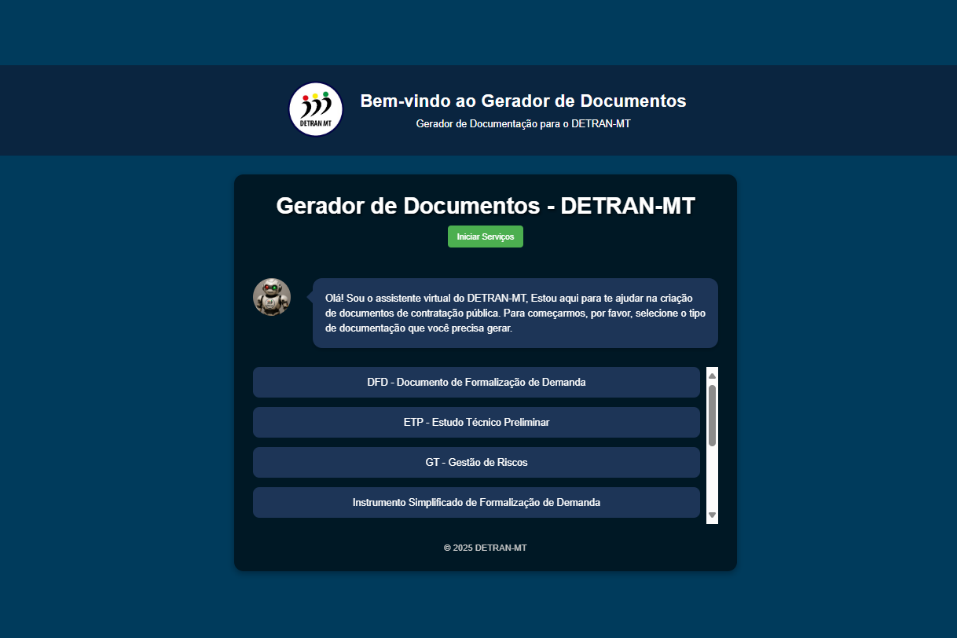 DETRAN MT
Bem-vindo ao Gerador de Documentos
Gerador de Documentação para o DETRAN-MT
Gerador de Documentos - DETRAN-MT
Iniciar Serviços
Olá! Sou o assistente virtual do DETRAN-MT, Estou aqui para te ajudar na criação
de documentos de contratação pública. Para começarmos, por favor, selecione o tipo
de documentação que você precisa gerar.
DFD - Documento de Formalização de Demanda
ETP - Estudo Técnico Preliminar
GT - Gestão de Riscos
Instrumento Simplificado de Formalização de Demanda
© 2025 DETRAN-MT